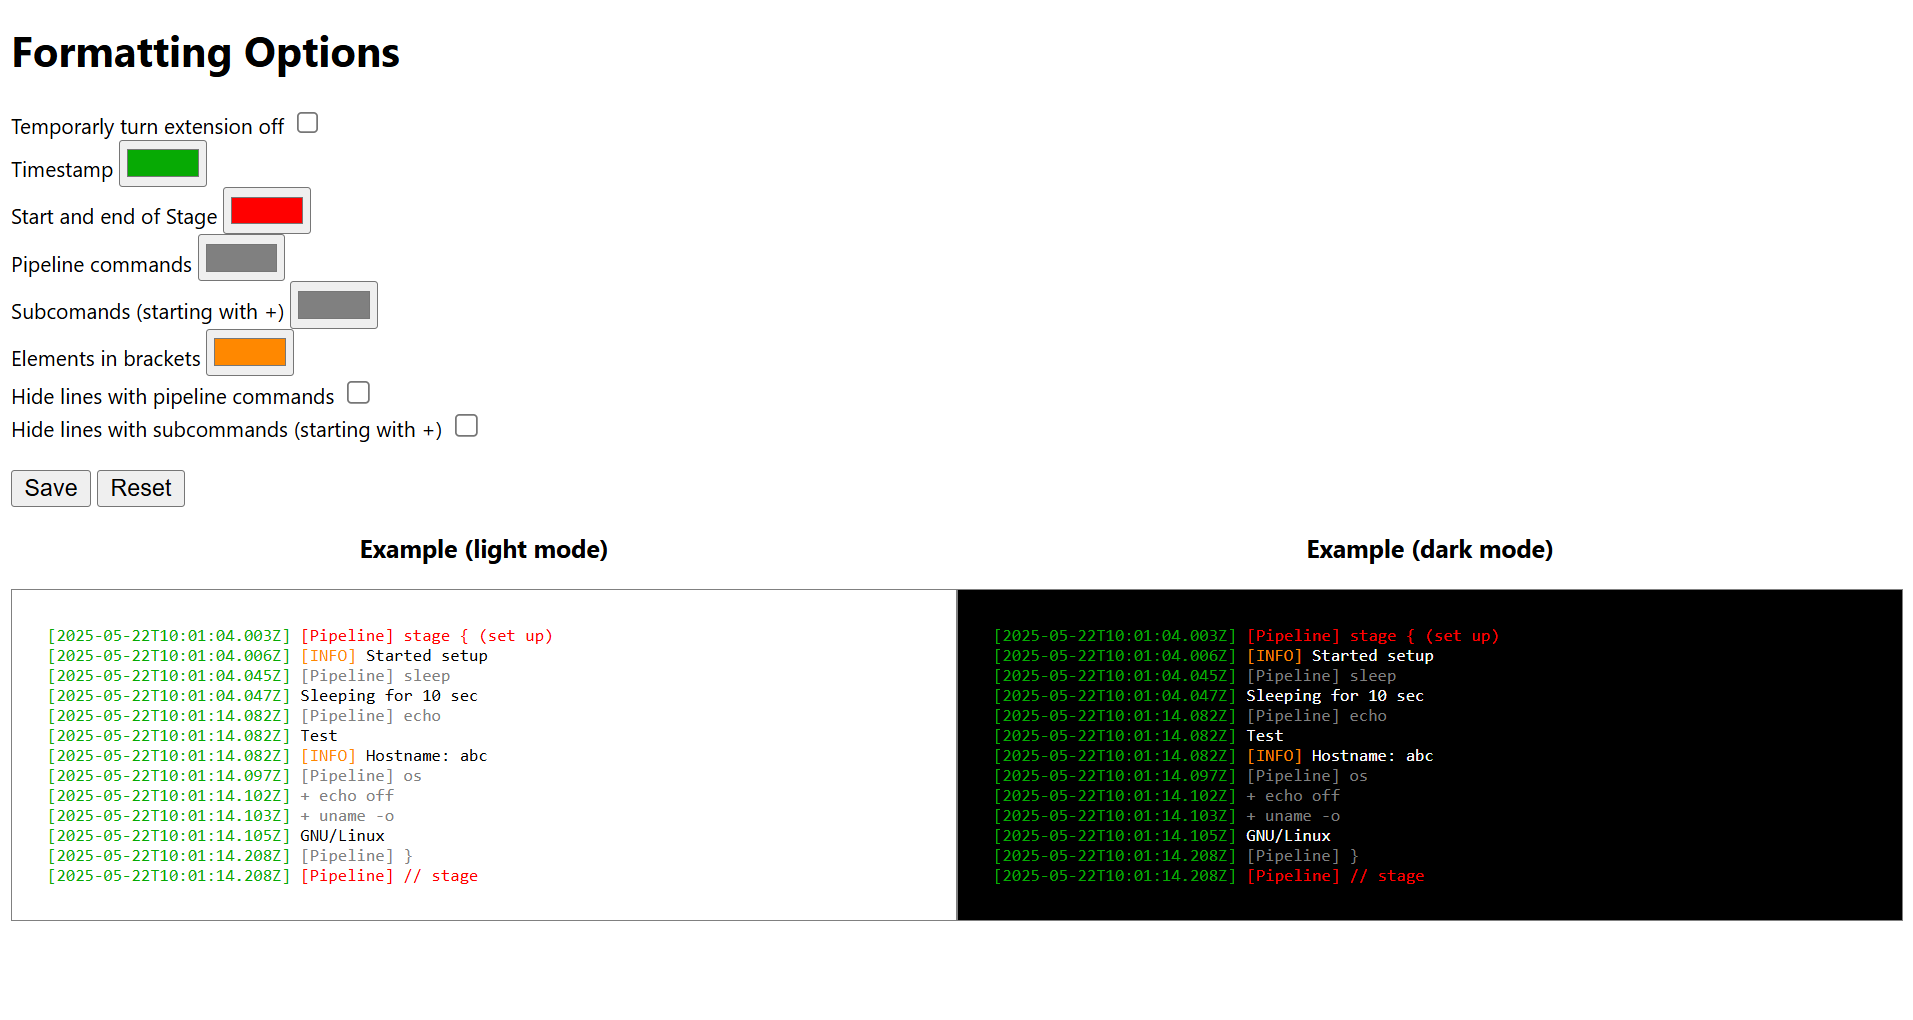 Formatting Options
Temporarly turn extension off
Timestamp
Start and end of Stage
Pipeline commands
Subcomands (starting with +)
Elements in brackets
Hide lines with pipeline commands
Hide lines with subcommands (starting with +)
Save Reset
Example (light mode)
[2025-05-22T10:01:04.003Z] [Pipeline] stage { (set up)
[2025-05-22T10:01:04.006Z] [INFO] Started setup
[2025-05-22T10:01:04.045Z] [Pipeline] sleep
[2025-05-22T10:01:04.047Z] Sleeping for 10 sec
[2025-05-22T10:01:14.082Z] [Pipeline] echo
[2025-05-22T10:01:14.082Z] Test
[2025-05-22T10:01:14.082Z] [INFO] Hostname: abc
[2025-05-22T10:01:14.097Z] [Pipeline] os
[2025-05-22T10:01:14.102Z] + echo off
[2025-05-22T10:01:14.103Z] + uname -o
[2025-05-22T10:01:14.105Z] GNU/Linux
[2025-05-22T10:01:14.208Z] [Pipeline] }
[2025-05-22T10:01:14.208Z] [Pipeline] // stage
Example (dark mode)
[2025-05-22T10:01:04.003Z] [Pipeline] stage { (set up)
[2025-05-22T10:01:04.006Z] [INFO] Started setup
[2025-05-22T10:01:04.045Z] [Pipeline] sleep
[2025-05-22T10:01:04.047Z] Sleeping for 10 sec
[2025-05-22T10:01:14.082Z] [Pipeline] echo
[2025-05-22T10:01:14.082Z] Test
[2025-05-22T10:01:14.082Z] [INFO] Hostname: abc
[2025-05-22T10:01:14.097Z] [Pipeline] os
[2025-05-22T10:01:14.102Z] + echo off
[2025-05-22T10:01:14.103Z] + uname -o
[2025-05-22T10:01:14.105Z] GNU/Linux
[2025-05-22T10:01:14.208Z] [Pipeline] }
[2025-05-22T10:01:14.208Z] [Pipeline] // stage